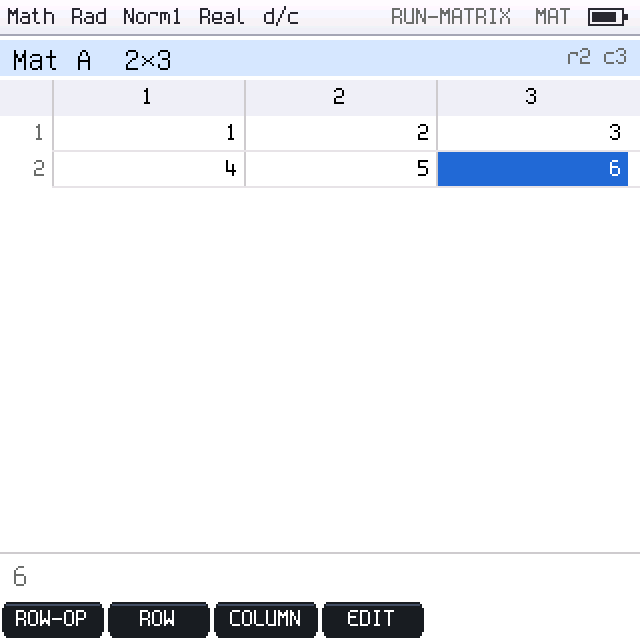 Math Rad Norm1 Real d/c RUN-MATRIX MAT
Mat A 2×3 r2 c3
1 2 3
1 1 2 3
2 4 5 6
6
ROW-OP ROW COLUMN EDIT